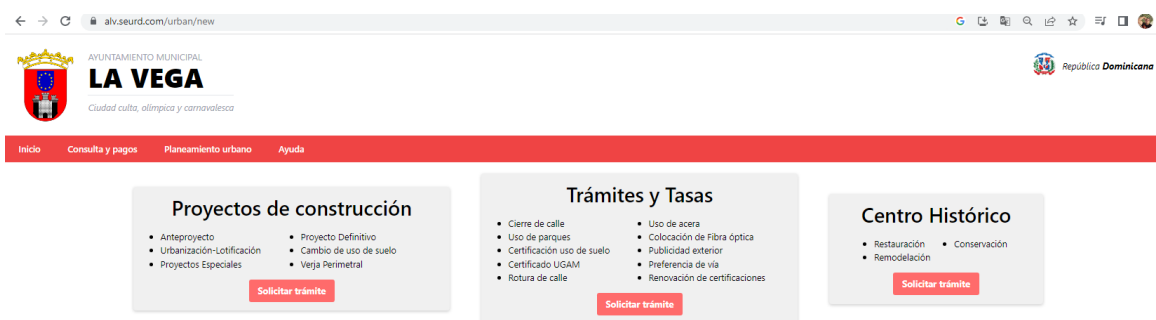 alv.seurd.com/urban/new
AYUNTAMIENTO MUNICIPAL
LA VEGA
Ciudad culta, olímpica y carnavalesca
República Dominicana
Inicio Consulta y pagos Planeamiento urbano Ayuda
Proyectos de construcción
Anteproyecto
Urbanización-Lotificación
Proyectos Especiales
Proyecto Definitivo
Cambio de uso de suelo
Verja Perimetral
Solicitar trámite
Trámites y Tasas
Cierre de calle
Uso de parques
Certificación uso de suelo
Certificado UGAM
Rotura de calle
Uso de acera
Colocación de Fibra óptica
Publicidad exterior
Preferencia de vía
Renovación de certificaciones
Solicitar trámite
Centro Histórico
Restauración
Remodelación
Conservación
Solicitar trámite